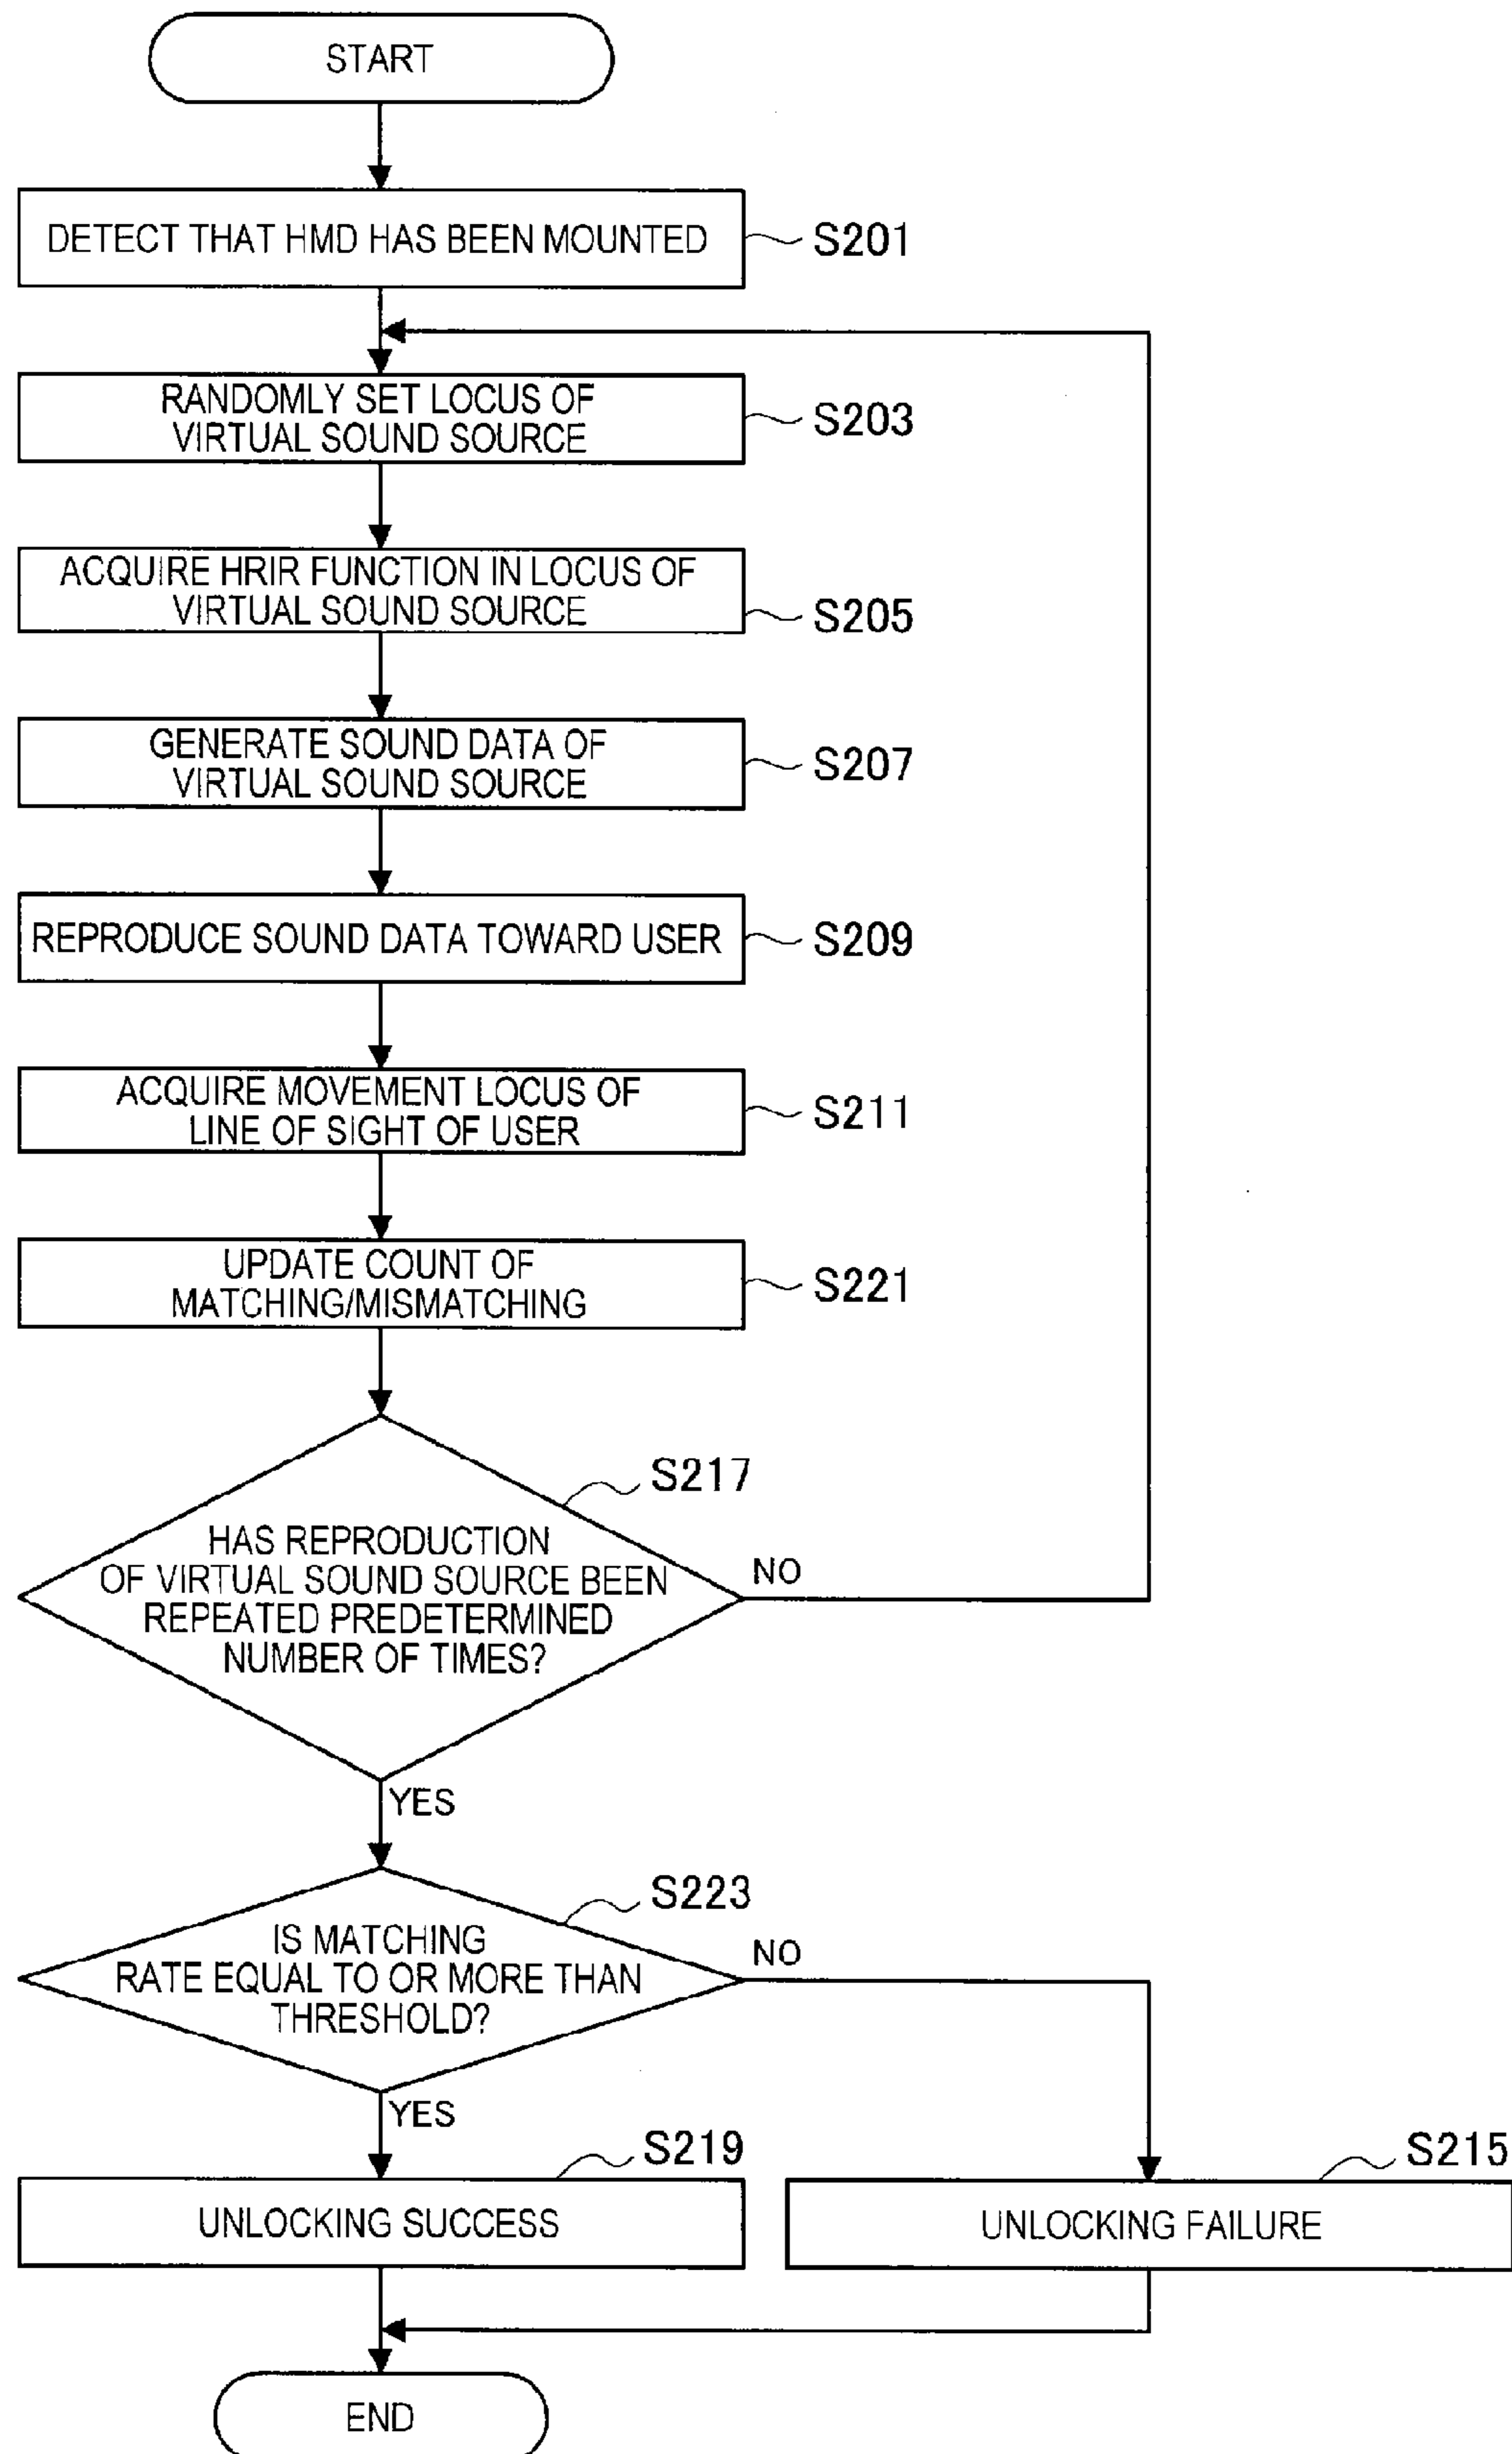 START
DETECT THAT HMD HAS BEEN MOUNTED
S201
RANDOMLY SET LOCUS OF
VIRTUAL SOUND SOURCE
S203
ACQUIRE HRIR FUNCTION IN LOCUS OF
VIRTUAL SOUND SOURCE
S205
GENERATE SOUND DATA OF
VIRTUAL SOUND SOURCE
S207
REPRODUCE SOUND DATA TOWARD USER
S209
ACQUIRE MOVEMENT LOCUS OF
LINE OF SIGHT OF USER
S211
UPDATE COUNT OF
MATCHING/MISMATCHING
S221
S217
HAS REPRODUCTION
OF VIRTUAL SOUND SOURCE BEEN
REPEATED PREDETERMINED
NUMBER OF TIMES?
NO
YES
S223
IS MATCHING
RATE EQUAL TO OR MORE THAN
THRESHOLD?
NO
YES
S219
UNLOCKING SUCCESS
S215
UNLOCKING FAILURE
END